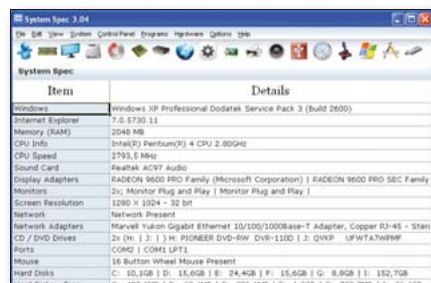 System Spec 3.04
File Edit View System Control Panel Programs Hardware Options Help
System Spec
Item Details
Windows Windows XP Professional Dodatek Service Pack 3 (Build 2600)
Internet Explorer 7.0.5730.11
Memory (RAM) 2048 MB
CPU Info Intel(R) Pentium(R) 4 CPU 2.80GHz
CPU Speed 2793,5 MHz
Sound Card Realtek AC97 Audio
Display Adapters RADEON 9600 PRO Family (Microsoft Corporation) | RADEON 9600 PRO SEC Family
Monitors 2x; Monitor Plug and Play | Monitor Plug and Play |
Screen Resolution 1280 X 1024 - 32 bit
Network Network Present
Network Adapters Marvell Yukon Gigabit Ethernet 10/100/1000Base-T Adapter, Copper RJ-45 -
CD / DVD Drives 2x (H: | J: | ) H: PIONEER DVD-RW DVR-110D | J: QVKP UFWTA7WPMF
Ports COM2 | COM1 LPT1
Mouse 16 Button Wheel Mouse Present
Hard Disks C: 10,1GB | D: 15,6GB | E: 24,4GB | F: 15,6GB | G: 8,8GB | I: 152,7GB